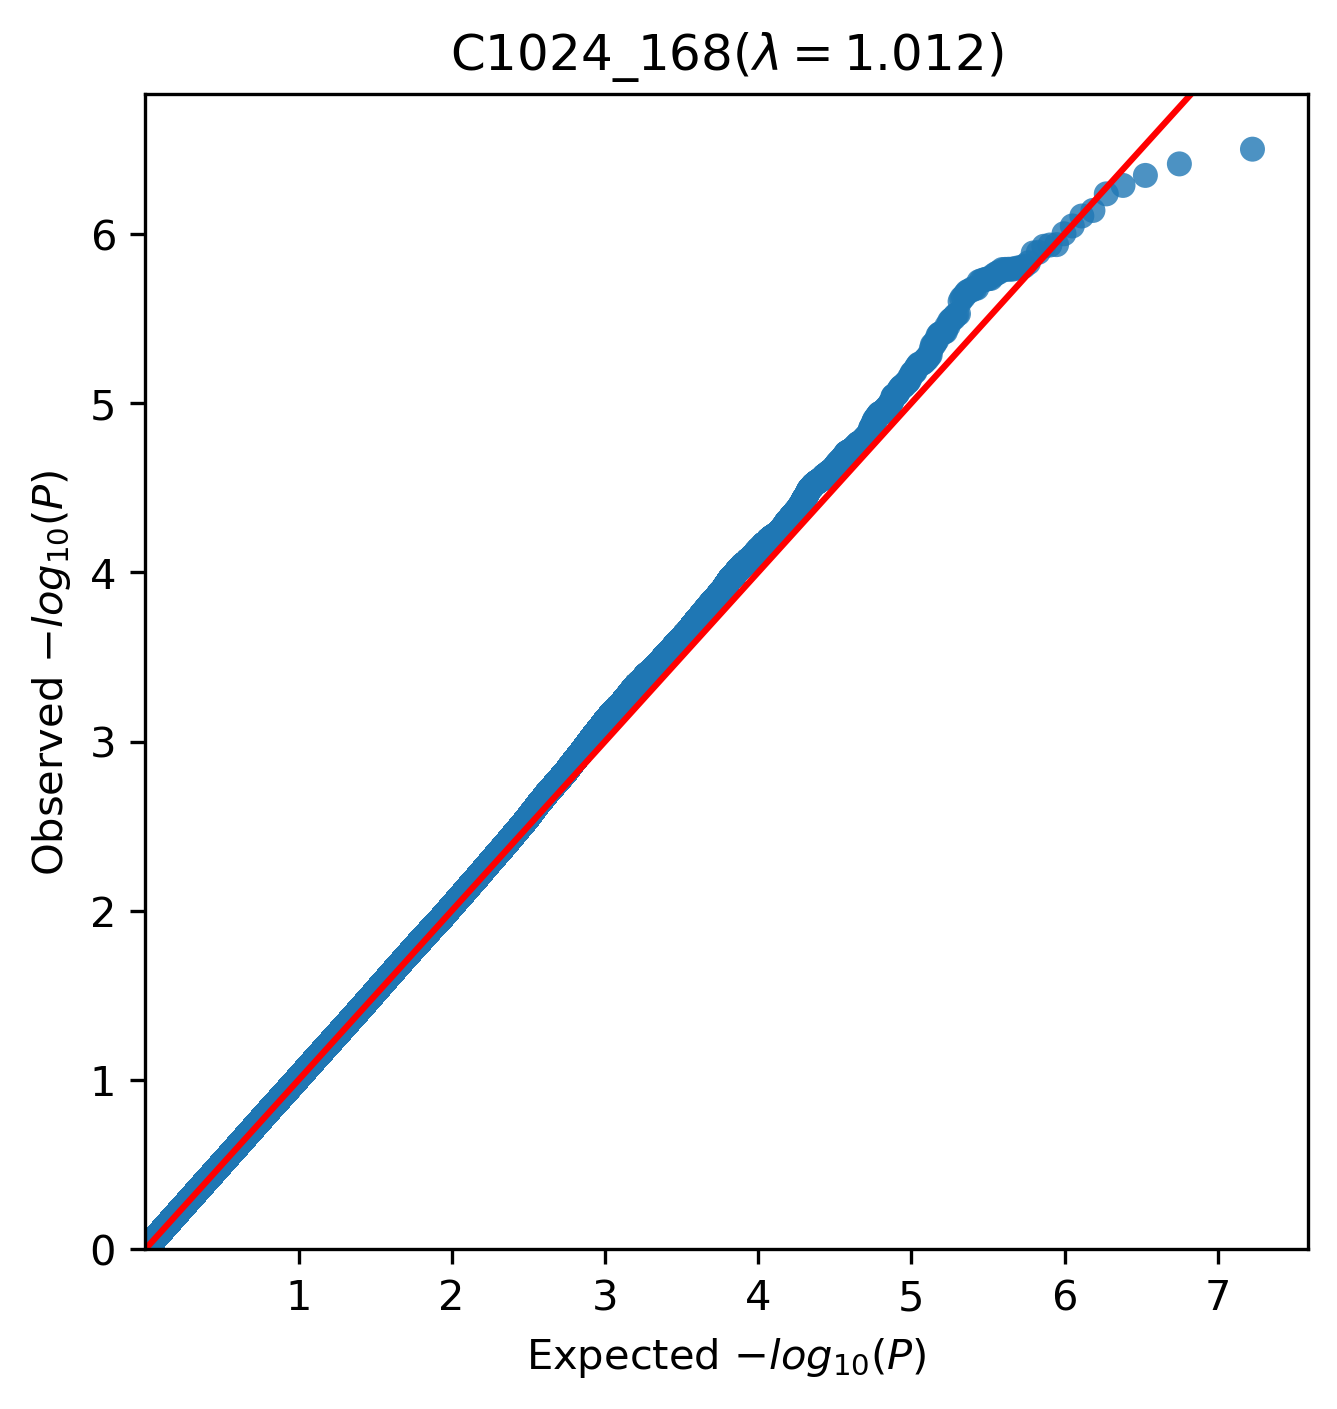 C1024_168(λ = 1.012)
Observed −log₁₀(P)
6
5
4
3
2
1
0
1 2 3 4 5 6 7
Expected −log₁₀(P)